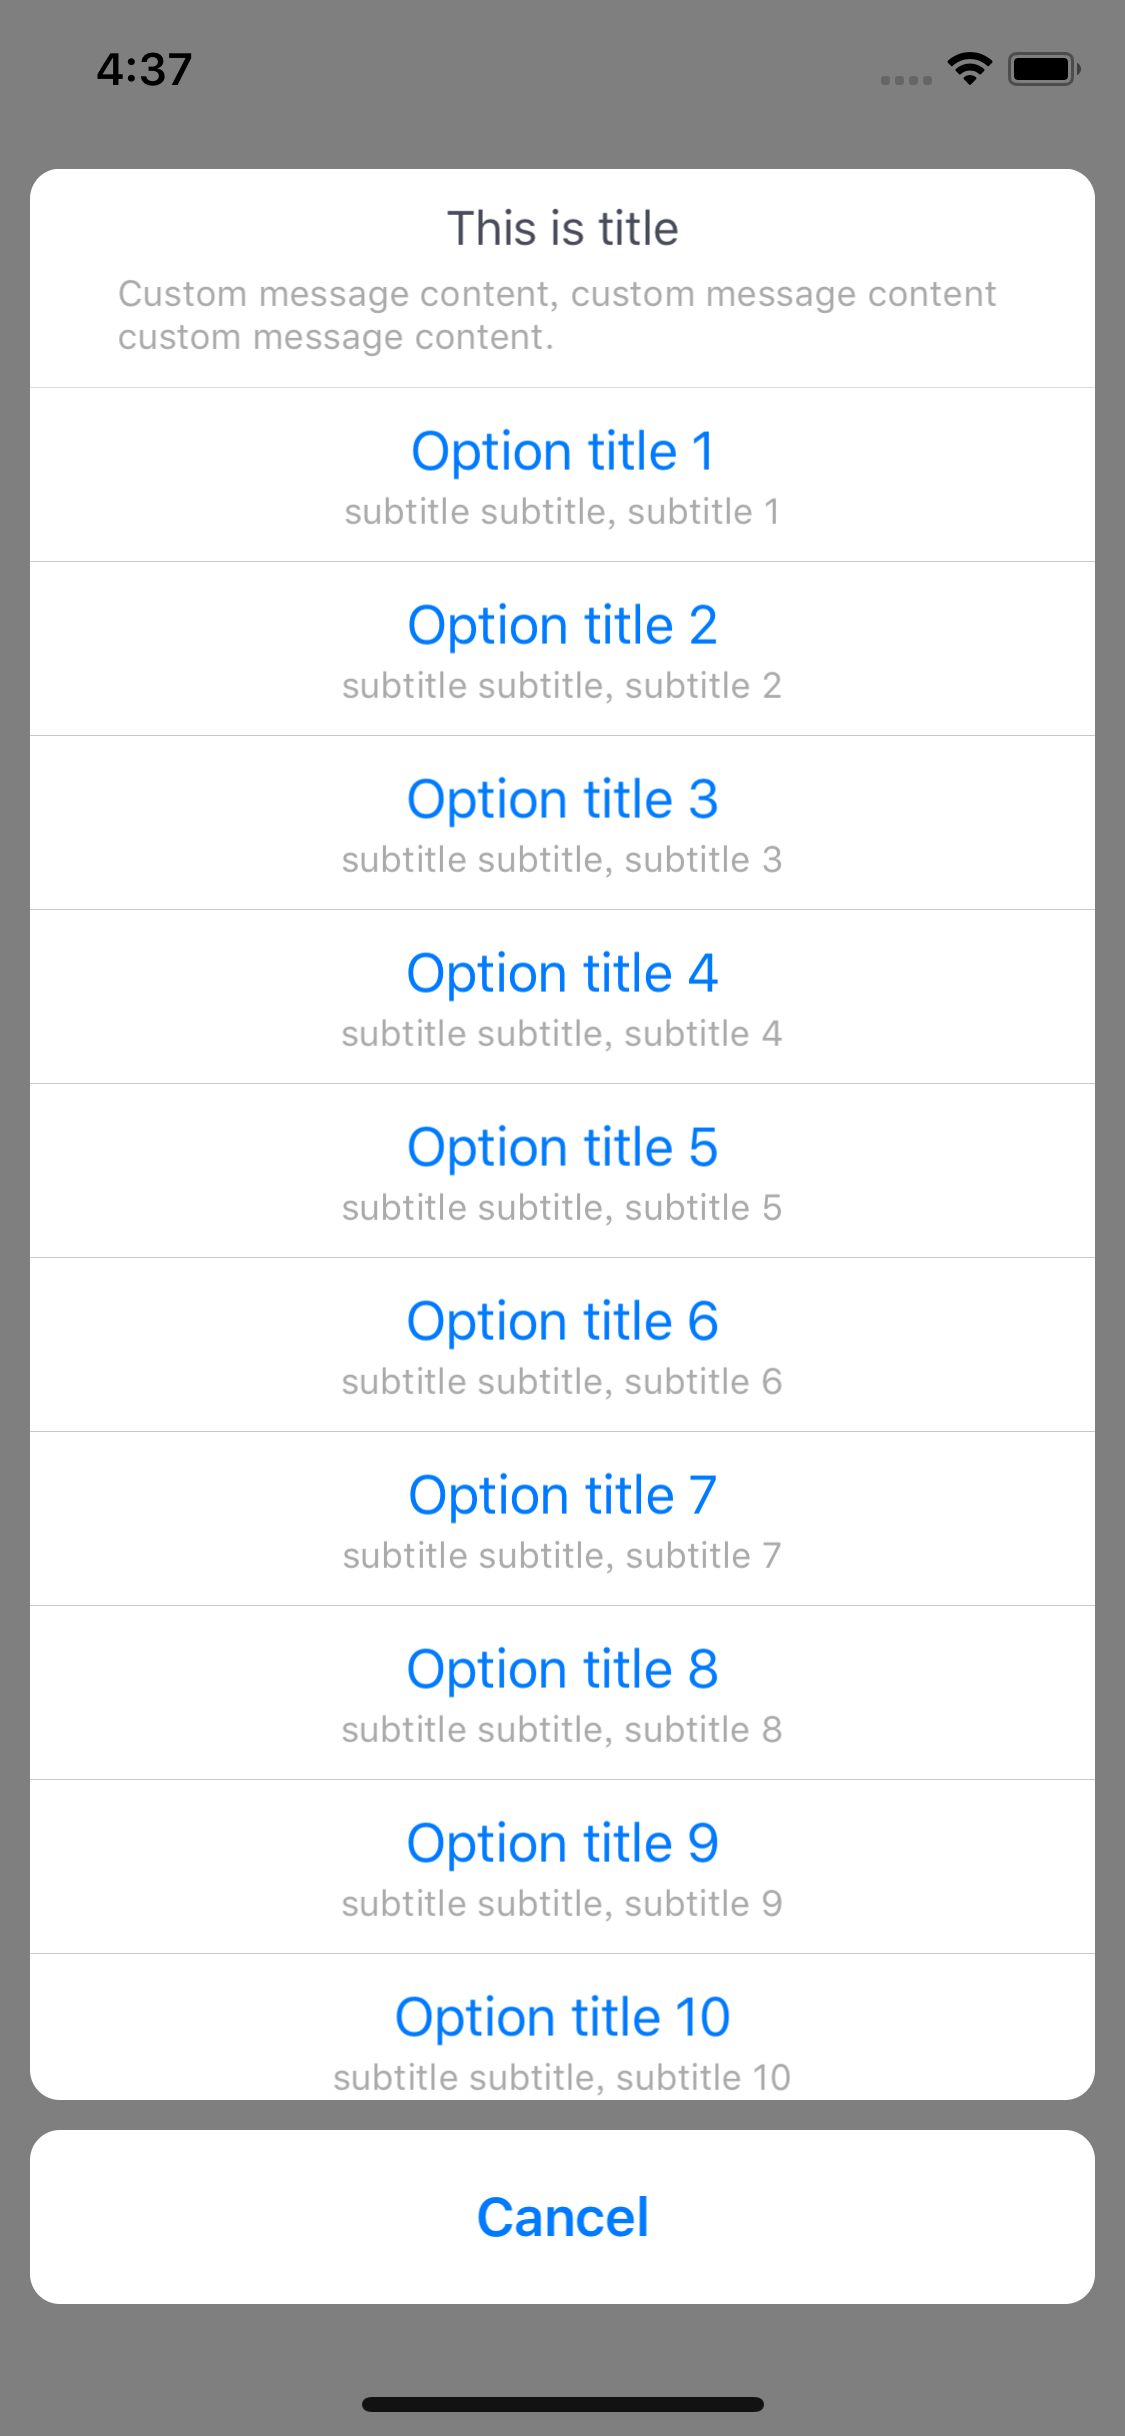 4:37
This is title
Custom message content, custom message content
custom message content.
Option title 1
subtitle subtitle, subtitle 1
Option title 2
subtitle subtitle, subtitle 2
Option title 3
subtitle subtitle, subtitle 3
Option title 4
subtitle subtitle, subtitle 4
Option title 5
subtitle subtitle, subtitle 5
Option title 6
subtitle subtitle, subtitle 6
Option title 7
subtitle subtitle, subtitle 7
Option title 8
subtitle subtitle, subtitle 8
Option title 9
subtitle subtitle, subtitle 9
Option title 10
subtitle subtitle, subtitle 10
Cancel